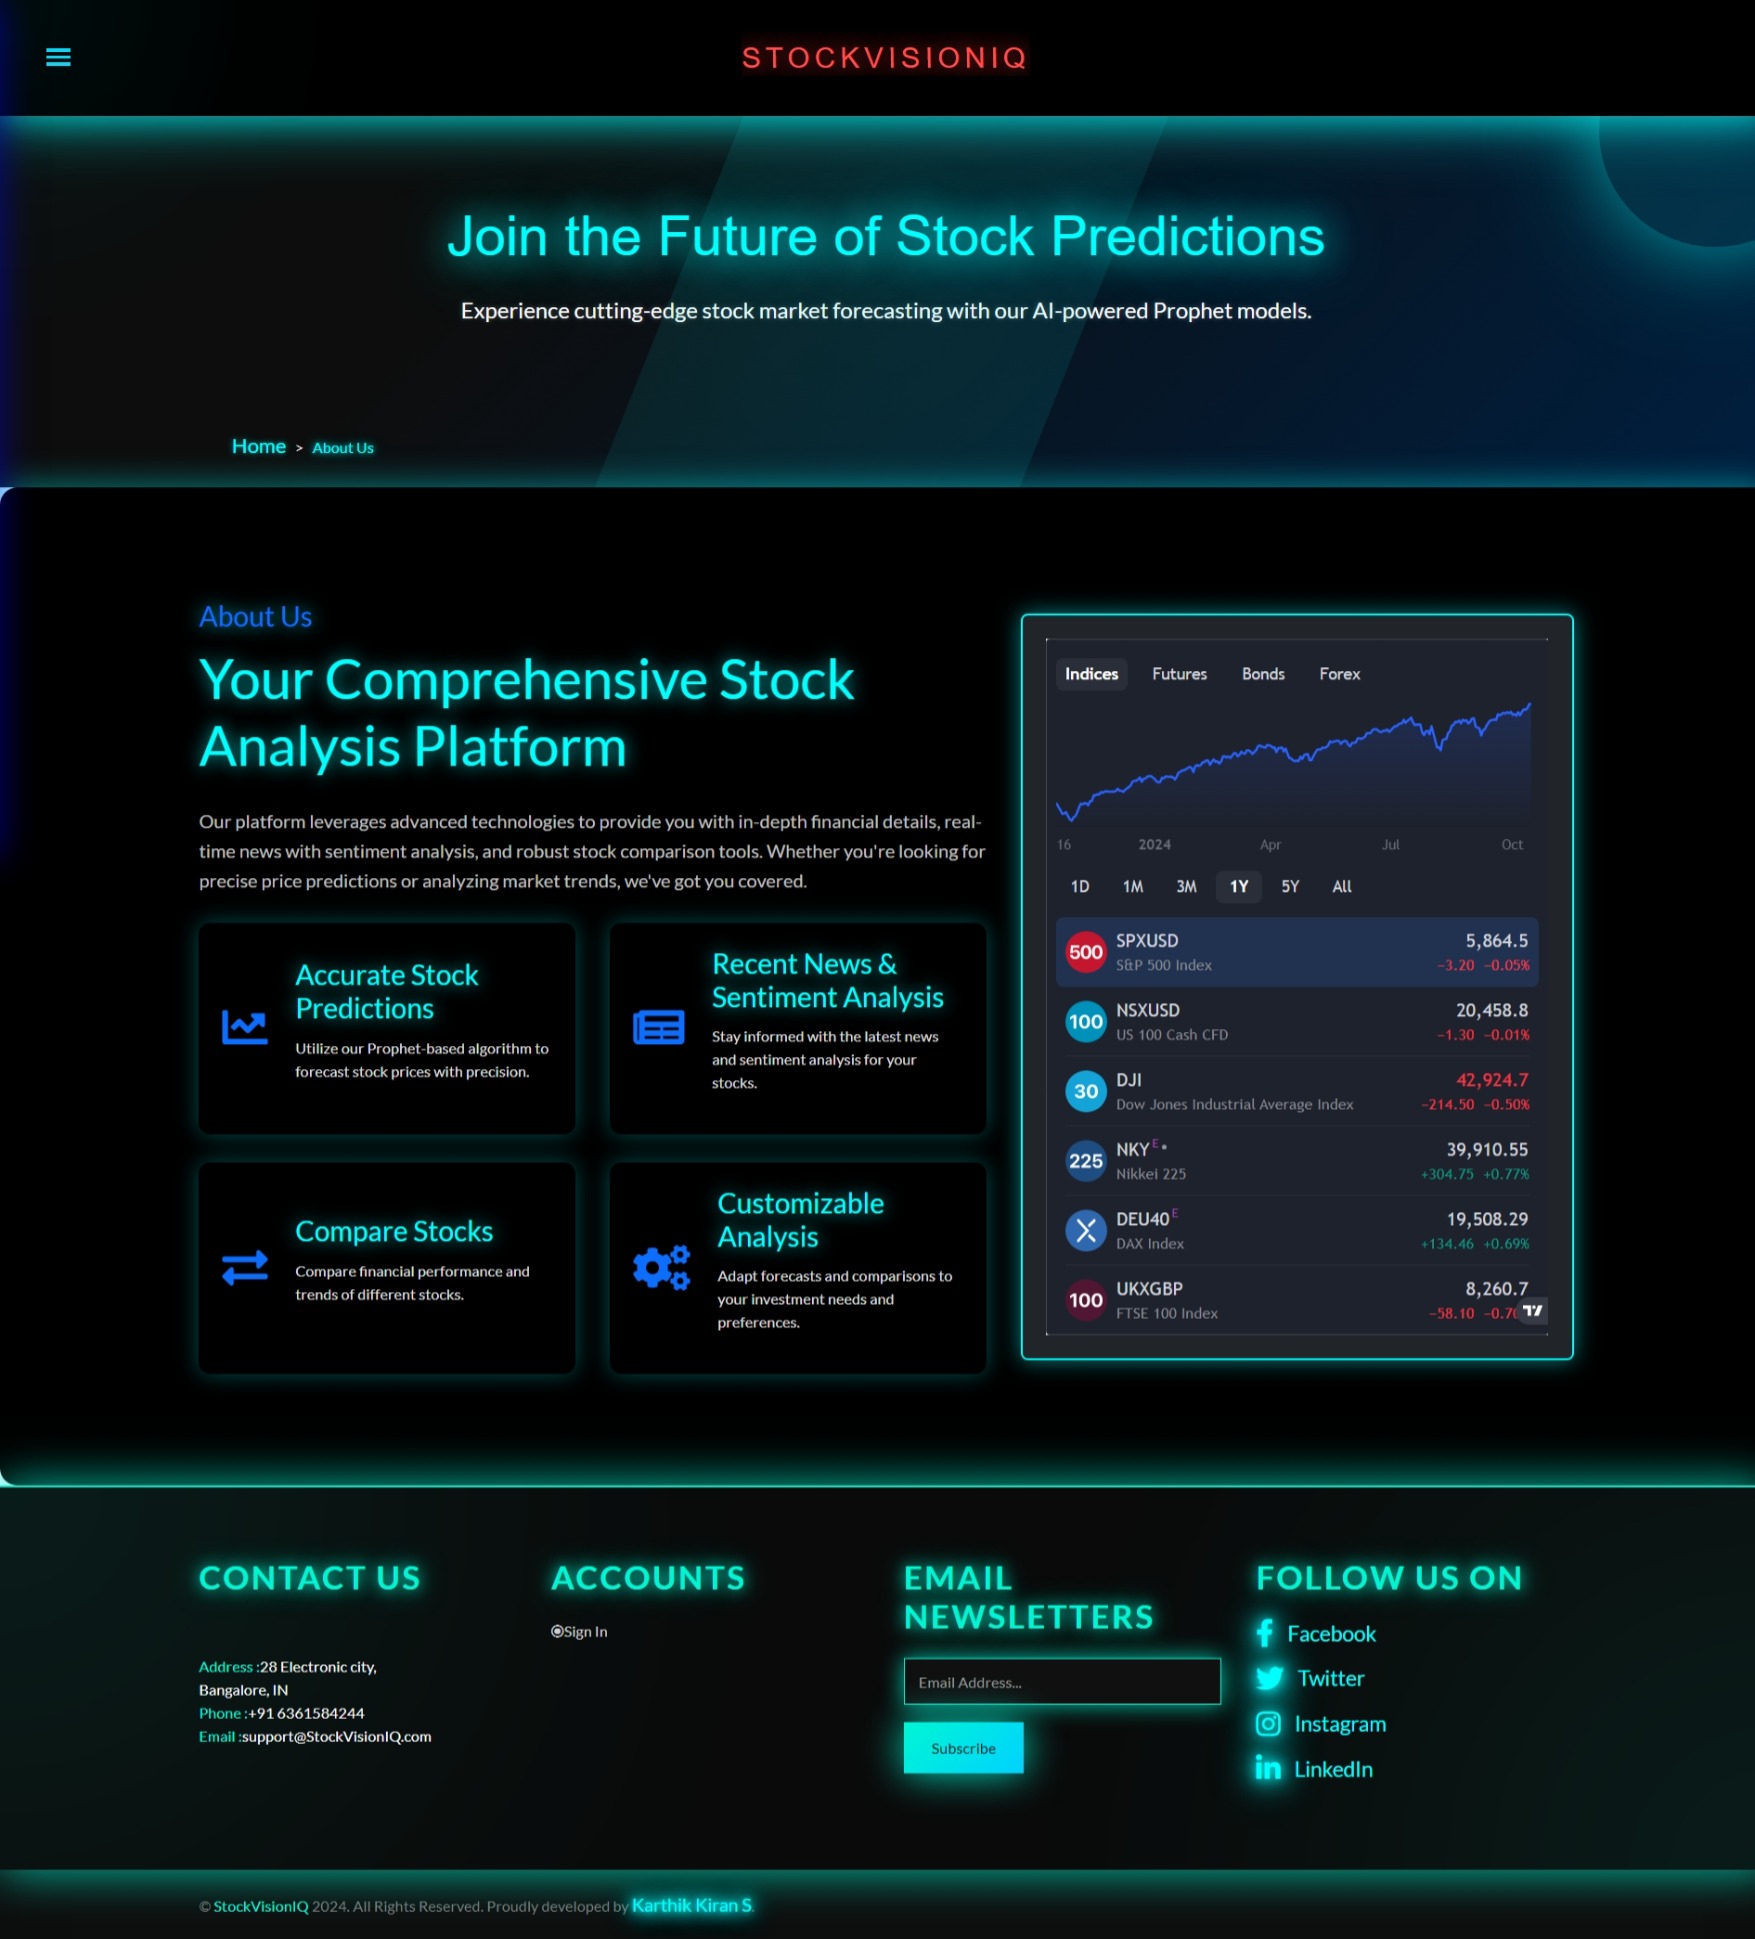 STOCKVISIONIQ
Join the Future of Stock Predictions
Experience cutting-edge stock market forecasting with our AI-powered Prophet models.
Home > About Us
About Us
Your Comprehensive Stock
Analysis Platform
Our platform leverages advanced technologies to provide you with in-depth financial details, real-
time news with sentiment analysis, and robust stock comparison tools. Whether you're looking for
precise price predictions or analyzing market trends, we've got you covered.
Accurate Stock
Predictions
Utilize our Prophet-based algorithm to
forecast stock prices with precision.
Recent News &
Sentiment Analysis
Stay informed with the latest news
and sentiment analysis for your
stocks.
Compare Stocks
Compare financial performance and
trends of different stocks.
Customizable
Analysis
Adapt forecasts and comparisons to
your investment needs and
preferences.
Indices Futures Bonds Forex
16 2024 Apr Jul Oct
1D 1M 3M 1Y 5Y All
500 SPXUSD 5,864.5
S&P 500 Index −3.20 −0.05%
100 NSXUSD 20,458.8
US 100 Cash CFD −1.30 −0.01%
30 DJI 42,924.7
Dow Jones Industrial Average Index −214.50 −0.50%
225 NKY E 39,910.55
Nikkei 225 +304.75 +0.77%
DEU40 E 19,508.29
DAX Index +134.46 +0.69%
100 UKXGBP 8,260.7
FTSE 100 Index −58.10
CONTACT US
Address :28 Electronic city,
Bangalore, IN
Phone :+91 6361584244
Email :support@StockVisionIQ.com
ACCOUNTS
Sign In
EMAIL
NEWSLETTERS
Email Address...
Subscribe
FOLLOW US ON
Facebook
Twitter
Instagram
LinkedIn
© StockVisionIQ 2024. All Rights Reserved. Proudly developed by Karthik Kiran S.